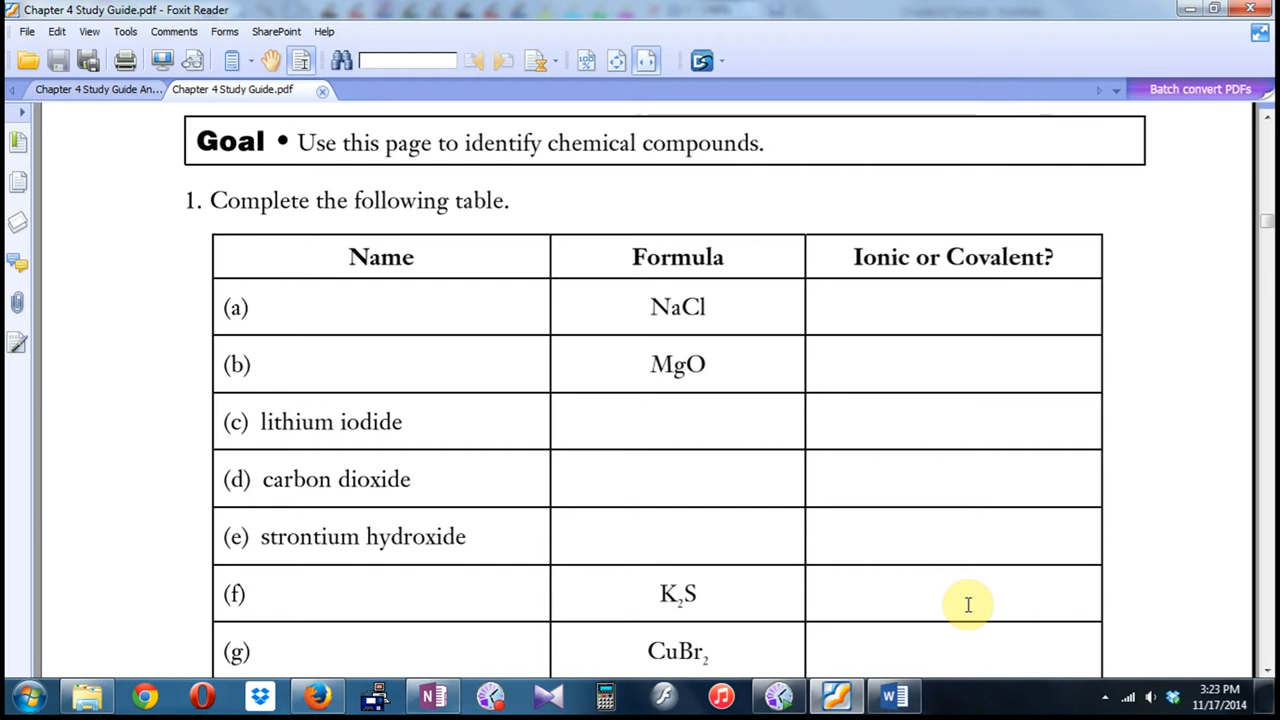 Chapter 4 Study Guide.pdf - Foxit Reader
File Edit View Tools Comments Forms SharePoint Help
Chapter 4 Study Guide An... Chapter 4 Study Guide.pdf Batch convert PDFs
Goal • Use this page to identify chemical compounds.
1. Complete the following table.
Name Formula Ionic or Covalent?
(a) NaCl
(b) MgO
(c) lithium iodide
(d) carbon dioxide
(e) strontium hydroxide
(f) K₂S
(g) CuBr₂
3:23 PM
11/17/2014